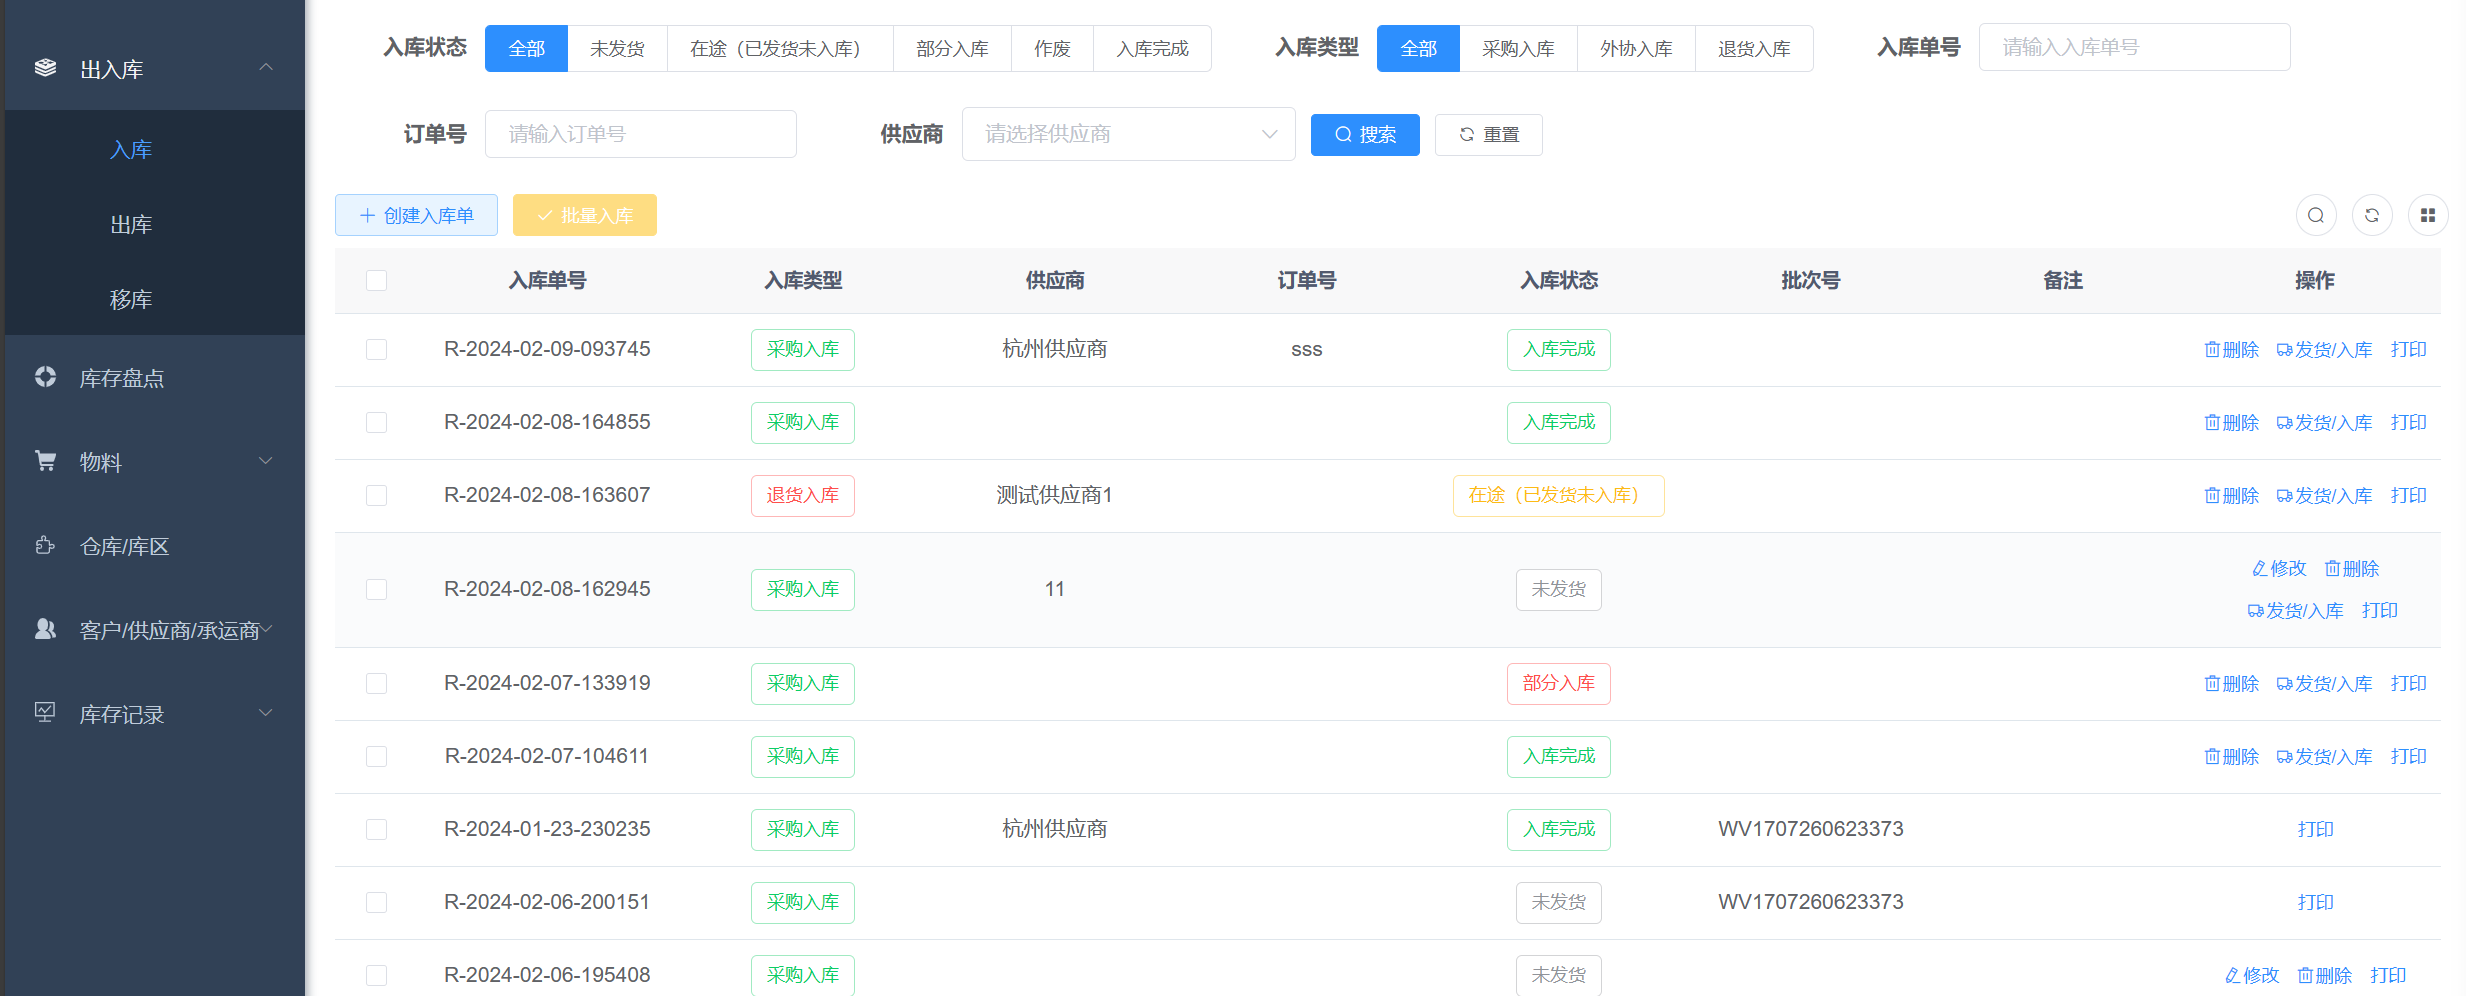 出入库
入库
出库
移库
库存盘点
物料
仓库/库区
客户/供应商/承运商
库存记录
入库状态 全部 未发货 在途（已发货未入库） 部分入库 作废 入库完成 入库类型 全部 采购入库 外协入库 退货入库 入库单号 请输入入库单号
订单号 请输入订单号 供应商 请选择供应商 搜索 重置
创建入库单 批量入库
入库单号 入库类型 供应商 订单号 入库状态 批次号 备注 操作
R-2024-02-09-093745 采购入库 杭州供应商 sss 入库完成 删除 发货/入库 打印
R-2024-02-08-164855 采购入库 入库完成 删除 发货/入库 打印
R-2024-02-08-163607 退货入库 测试供应商1 在途（已发货未入库） 删除 发货/入库 打印
R-2024-02-08-162945 采购入库 11 未发货 修改 删除
发货/入库 打印
R-2024-02-07-133919 采购入库 部分入库 删除 发货/入库 打印
R-2024-02-07-104611 采购入库 入库完成 删除 发货/入库 打印
R-2024-01-23-230235 采购入库 杭州供应商 入库完成 WV1707260623373 打印
R-2024-02-06-200151 采购入库 未发货 WV1707260623373 打印
R-2024-02-06-195408 采购入库 未发货 修改 删除 打印